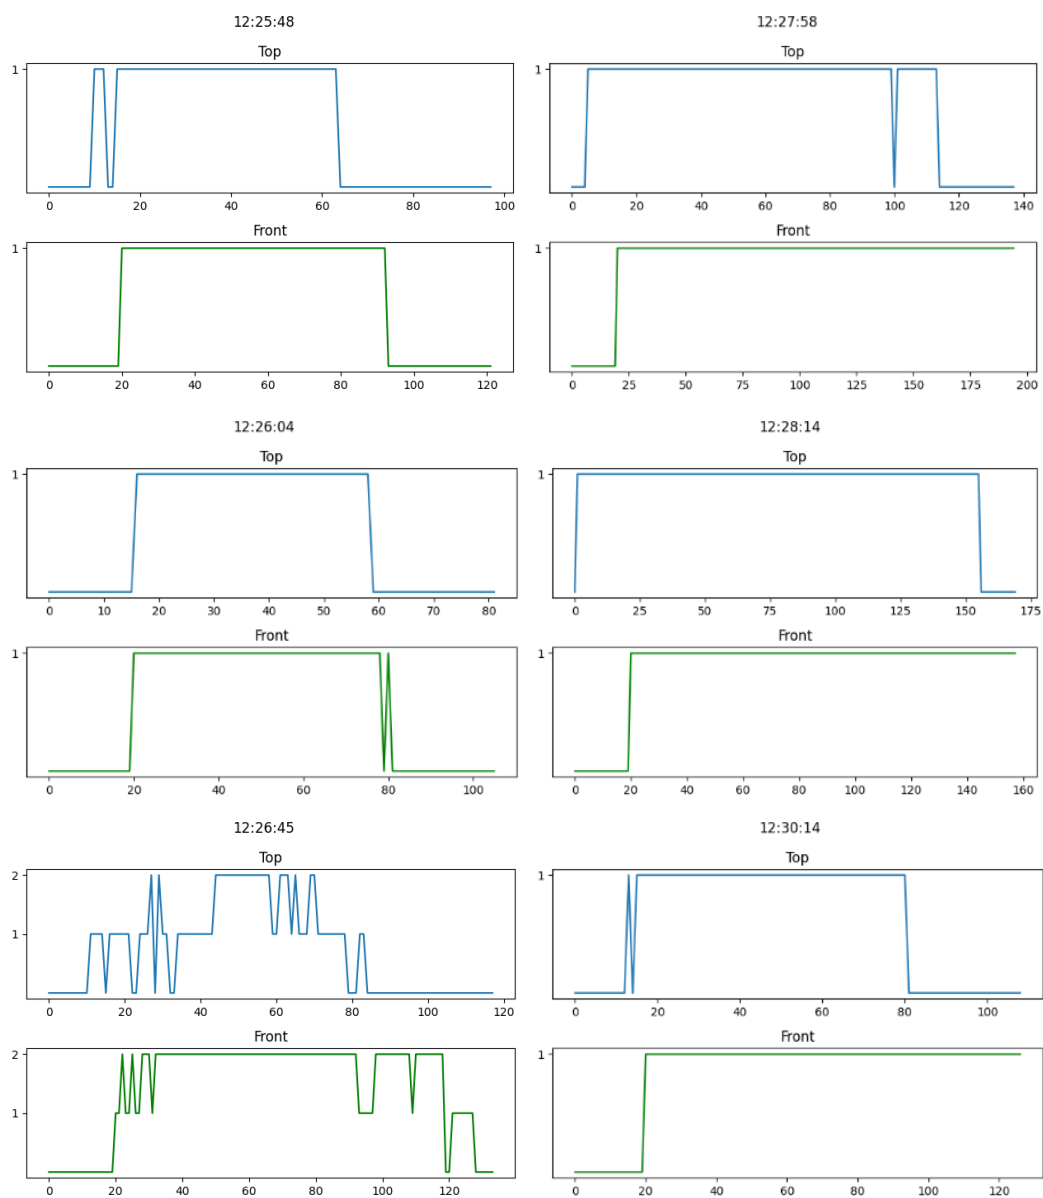 12:25:48
Top
1
0 20 40 60 80 100
Front
1
0 20 40 60 80 100 120
12:27:58
Top
1
0 20 40 60 80 100 120 140
Front
1
0 25 50 75 100 125 150 175 200
12:26:04
Top
1
0 10 20 30 40 50 60 70 80
Front
1
0 20 40 60 80 100
12:28:14
Top
1
0 25 50 75 100 125 150 175
Front
1
0 20 40 60 80 100 120 140 160
12:26:45
Top
2
1
0 20 40 60 80 100 120
Front
2
1
0 20 40 60 80 100 120
12:30:14
Top
1
0 20 40 60 80 100
Front
1
0 20 40 60 80 100 120